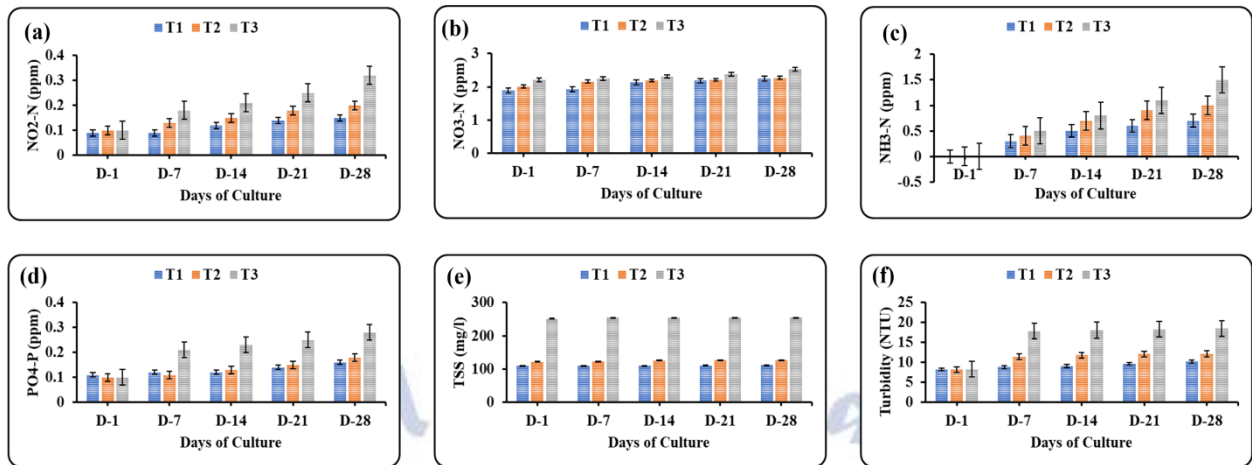 (a)
T1 T2 T3
NO2-N (ppm)
0.4
0.3
0.2
0.1
0
D-1 D-7 D-14 D-21 D-28
Days of Culture
(b)
T1 T2 T3
NO3-N (ppm)
3
2
1
0
D-1 D-7 D-14 D-21 D-28
Days of Culture
(c)
T1 T2 T3
NH3-N (ppm)
2
1.5
1
0.5
0
-0.5
D-1 D-7 D-14 D-21 D-28
Days of Culture
(d)
T1 T2 T3
PO4-P (ppm)
0.4
0.3
0.2
0.1
0
D-1 D-7 D-14 D-21 D-28
Days of Culture
(e)
T1 T2 T3
TSS (mg/l)
300
200
100
0
D-1 D-7 D-14 D-21 D-28
Days of Culture
(f)
T1 T2 T3
Turbidity (NTU)
25
20
15
10
5
0
D-1 D-7 D-14 D-21 D-28
Days of Culture